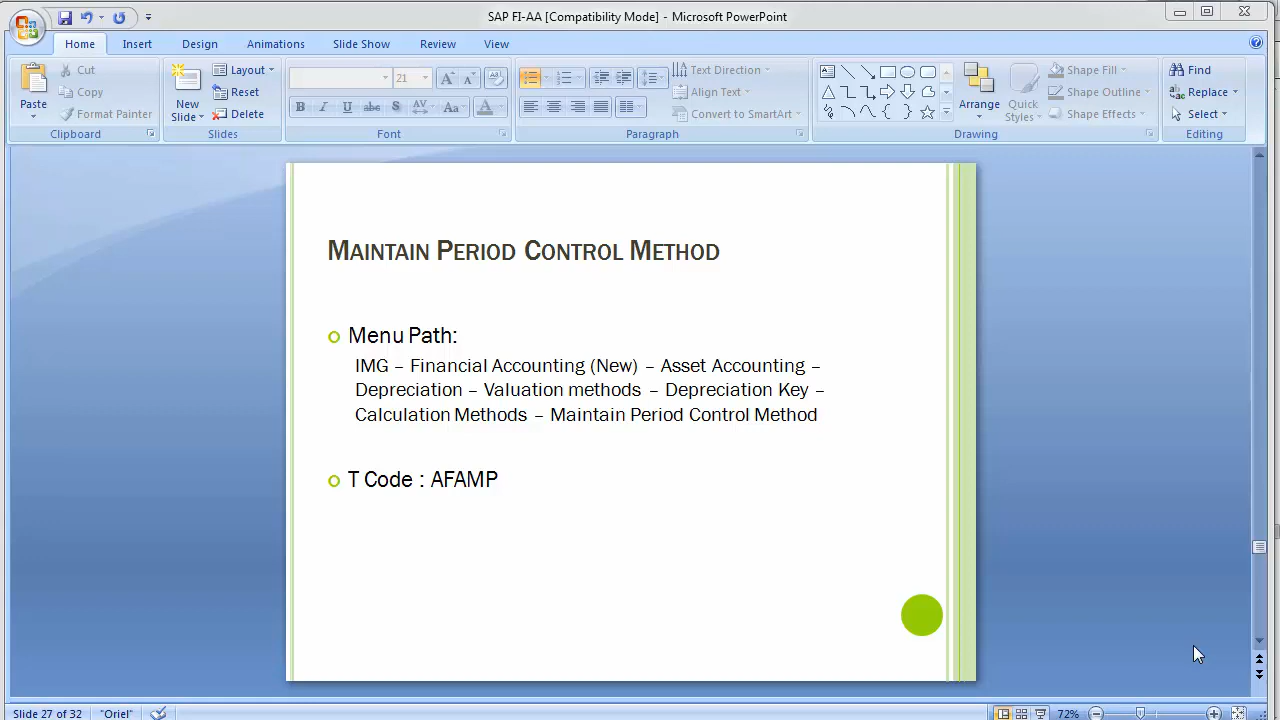 SAP FI-AA [Compatibility Mode] - Microsoft PowerPoint
Home Insert Design Animations Slide Show Review View
Paste
Cut
Copy
Format Painter
Clipboard
New Slide
Layout
Reset
Delete
Slides
21
B I U abc S AV Aa A
Font
Text Direction
Align Text
Convert to SmartArt
Paragraph
Arrange
Quick Styles
Shape Fill
Shape Outline
Shape Effects
Drawing
Find
Replace
Select
Editing
MAINTAIN PERIOD CONTROL METHOD
Menu Path:
IMG – Financial Accounting (New) – Asset Accounting –
Depreciation – Valuation methods – Depreciation Key –
Calculation Methods – Maintain Period Control Method
T Code : AFAMP
Slide 27 of 32 "Oriel" 72%